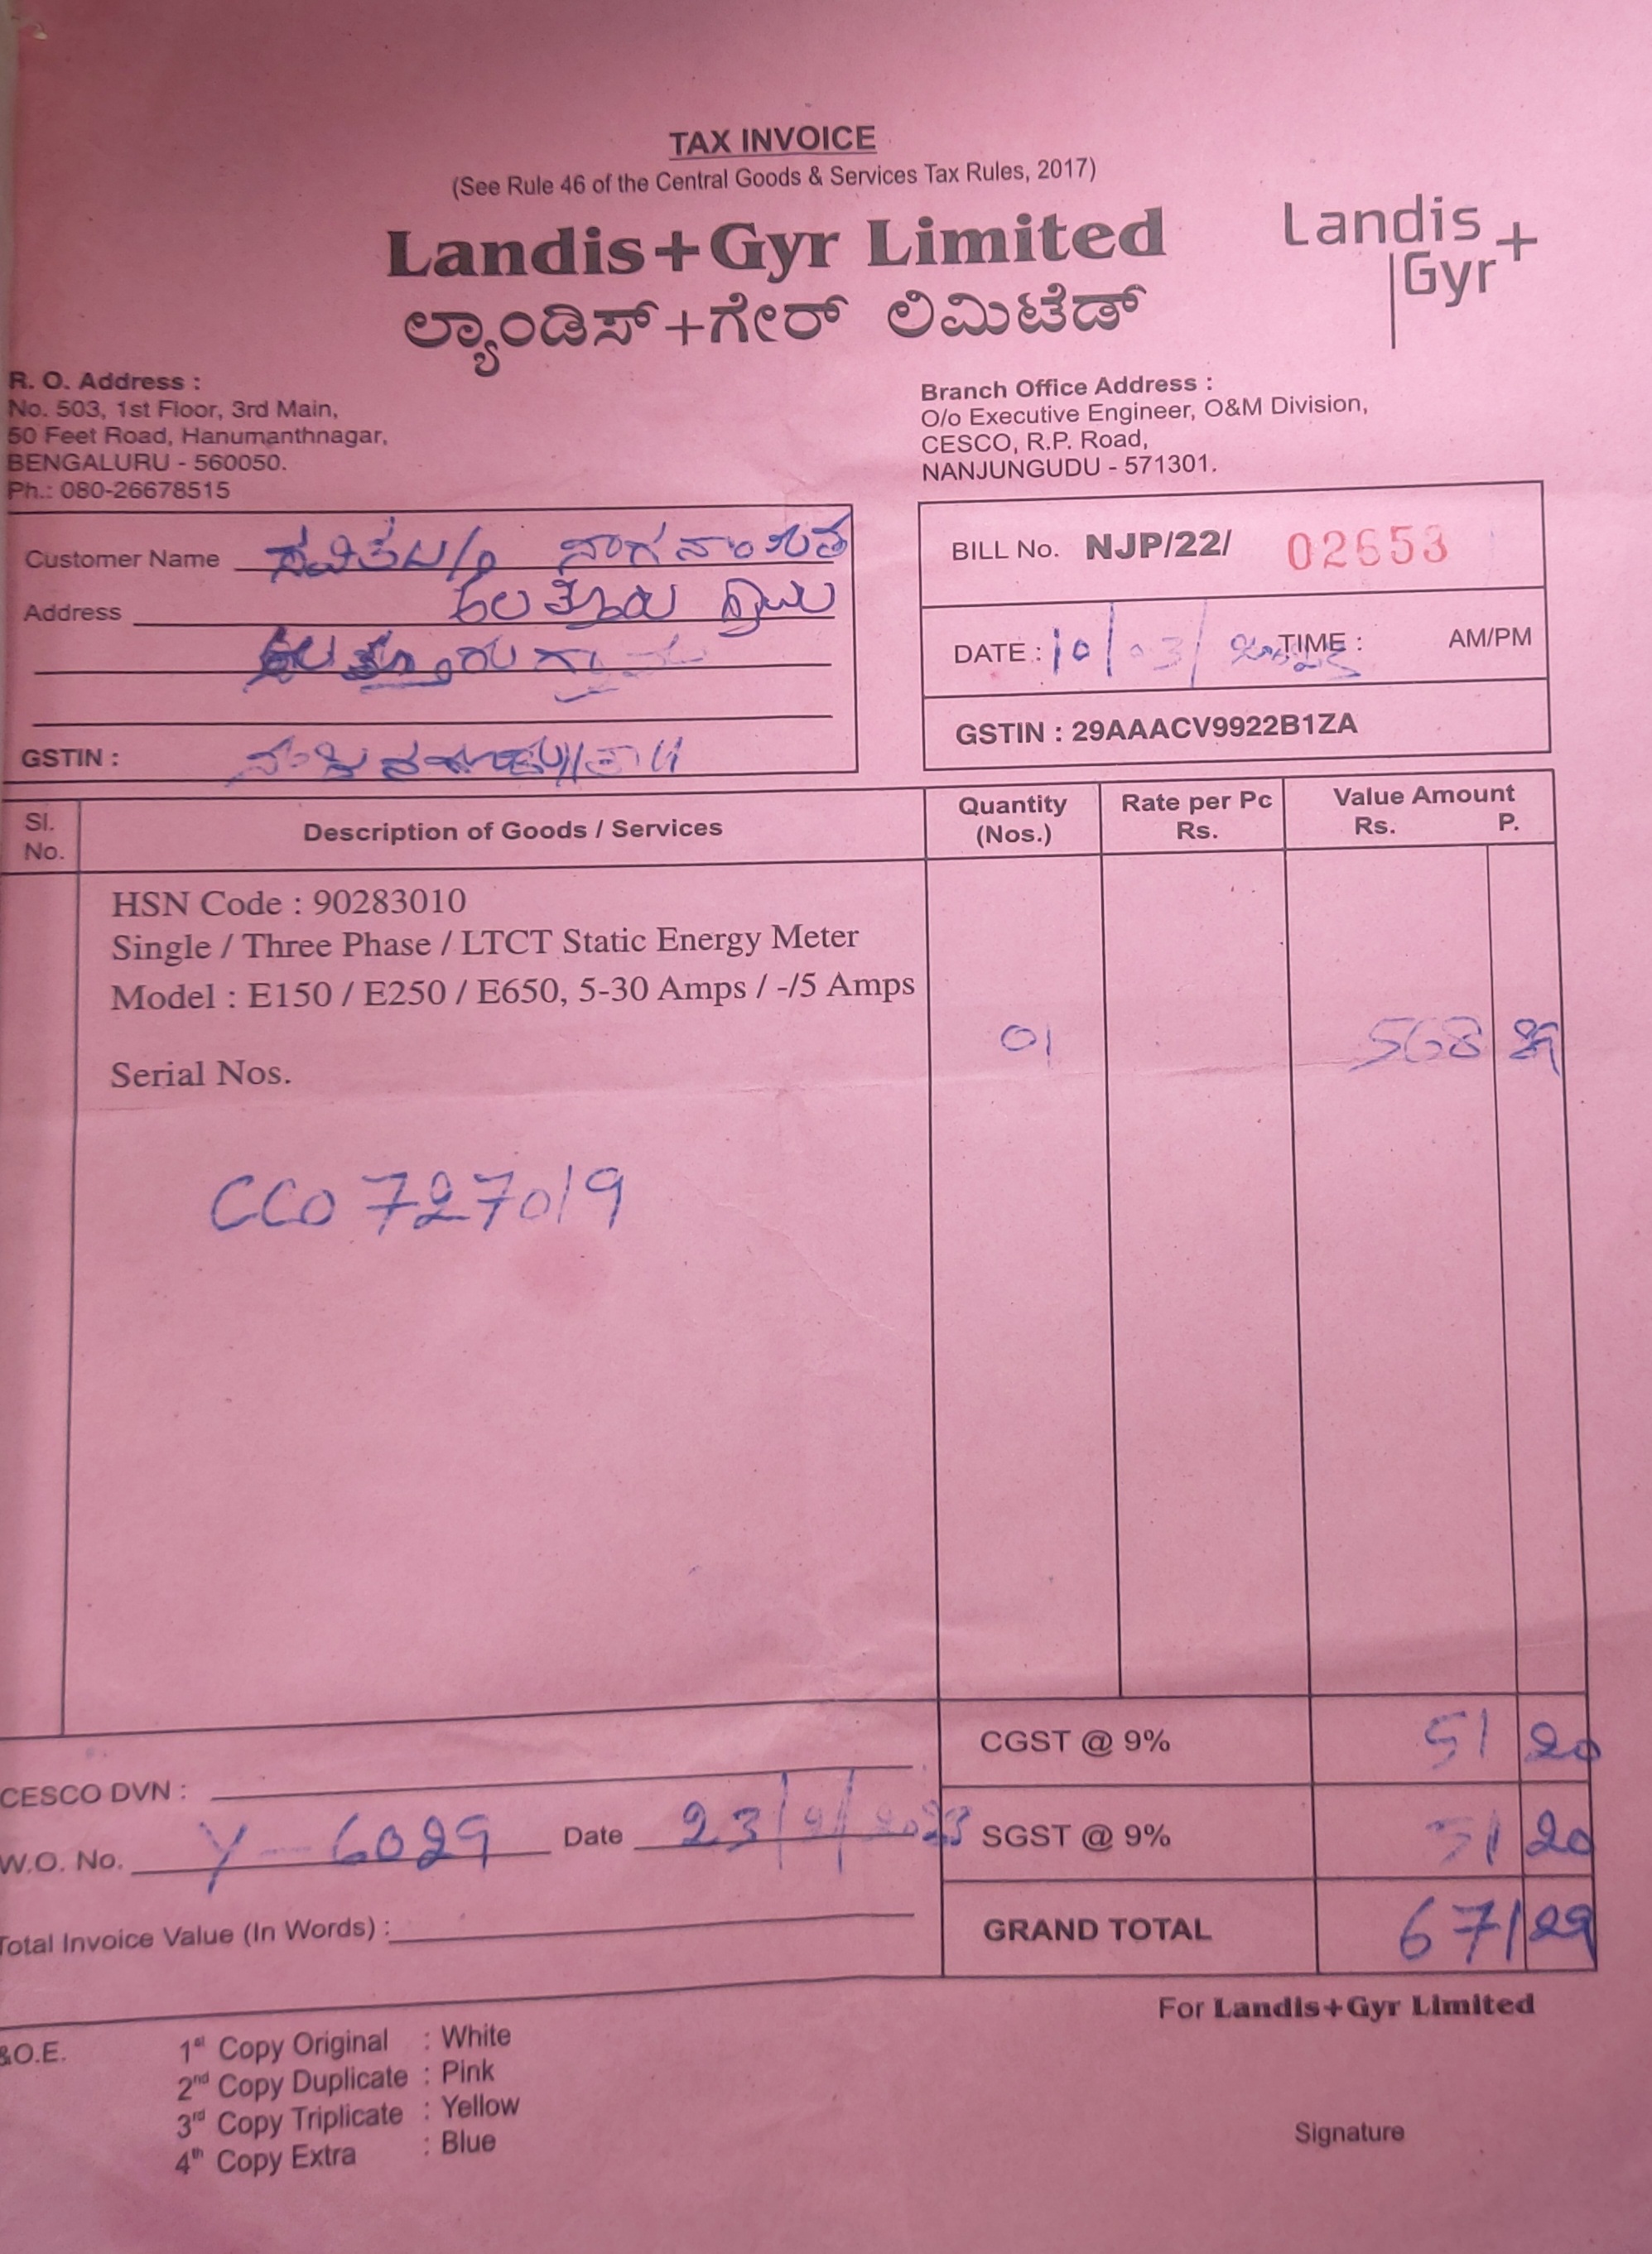 TAX INVOICE
(See Rule 46 of the Central Goods & Services Tax Rules, 2017)
Landis+Gyr Limited
Landis+
Gyr
ಲ್ಯಾಂಡಿಸ್+ಗೇರ್ ಲಿಮಿಟೆಡ್
R. O. Address :
No. 503, 1st Floor, 3rd Main,
50 Feet Road, Hanumanthnagar,
BENGALURU - 560050.
Ph.: 080-26678515
Branch Office Address :
O/o Executive Engineer, O&M Division,
CESCO, R.P. Road,
NANJUNGUDU - 571301.
Customer Name
Address
GSTIN :
BILL No. NJP/22/ 02653
DATE : 10/03/ TIME : AM/PM
GSTIN : 29AAACV9922B1ZA
Sl. No. Description of Goods / Services Quantity (Nos.) Rate per Pc Rs. Value Amount Rs. P.
HSN Code : 90283010
Single / Three Phase / LTCT Static Energy Meter
Model : E150 / E250 / E650, 5-30 Amps / -/5 Amps
01 568 89
Serial Nos.
CC0727019
CGST @ 9% 51 20
CESCO DVN :
W.O. No. Y-6029 Date 23/2/2023
SGST @ 9% 51 20
Total Invoice Value (In Words) :
GRAND TOTAL 671 29
For Landis+Gyr Limited
&O.E.
1st Copy Original : White
2nd Copy Duplicate : Pink
3rd Copy Triplicate : Yellow
4th Copy Extra : Blue
Signature